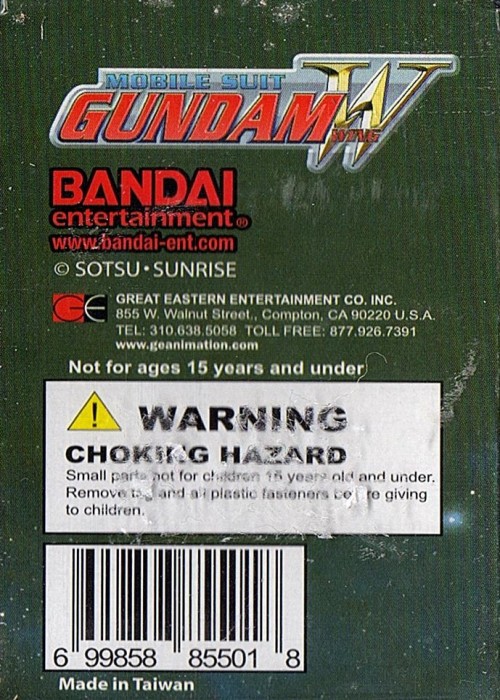 MOBILE SUIT
GUNDAM W
WING
BANDAI
entertainment®
www.bandai-ent.com
© SOTSU • SUNRISE
GE GREAT EASTERN ENTERTAINMENT CO. INC.
855 W. Walnut Street., Compton, CA 90220 U.S.A.
TEL: 310.638.5058 TOLL FREE: 877.926.7391
www.geanimation.com
Not for ages 15 years and under
! WARNING
CHOKING HAZARD
Small parts not for children 15 years old and under.
Remove and all plastic fasteners before giving
to children.
6 99858 85501 8
Made in Taiwan